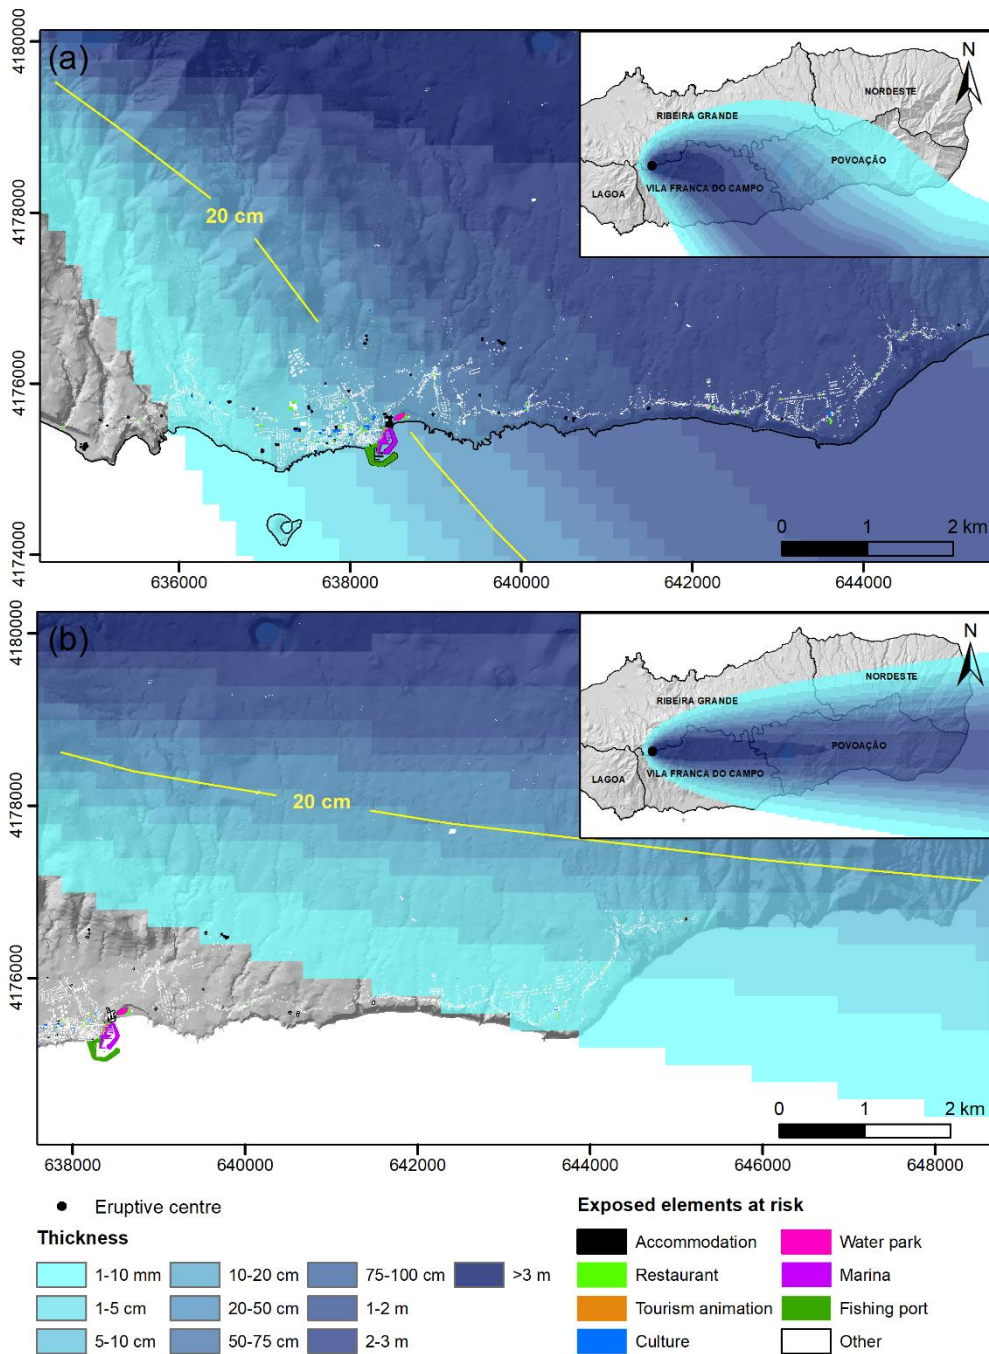 (a)
4180000
4178000
4176000
4174000
20 cm
N
NORDESTE
RIBEIRA GRANDE
POVOAÇÃO
LAGOA
VILA FRANCA DO CAMPO
0 1 2 km
636000 638000 640000 642000 644000
(b)
4180000
4178000
4176000
20 cm
N
NORDESTE
RIBEIRA GRANDE
POVOAÇÃO
LAGOA
VILA FRANCA DO CAMPO
0 1 2 km
638000 640000 642000 644000 646000 648000
Eruptive centre
Thickness
1-10 mm
1-5 cm
5-10 cm
10-20 cm
20-50 cm
50-75 cm
75-100 cm
1-2 m
2-3 m
>3 m
Exposed elements at risk
Accommodation
Restaurant
Tourism animation
Culture
Water park
Marina
Fishing port
Other